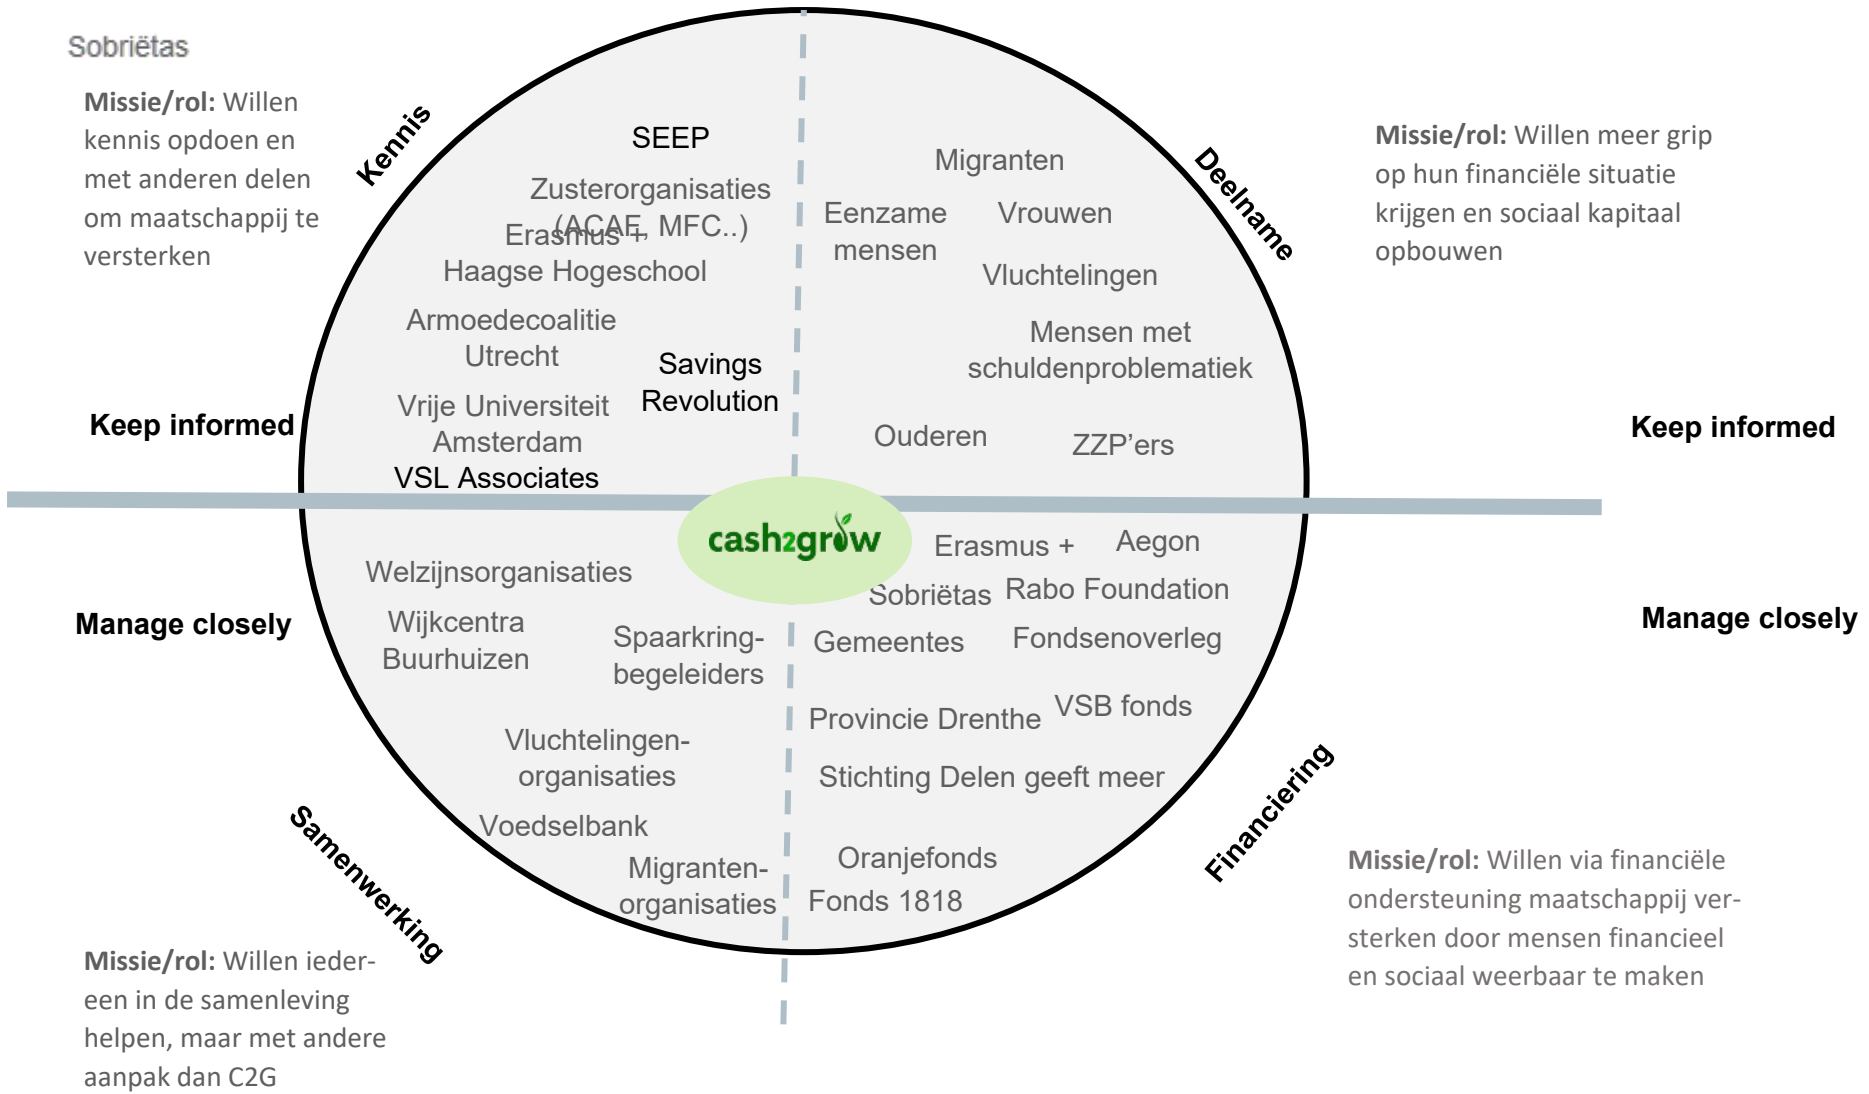 Sobriëtas
Missie/rol: Willen
kennis opdoen en
met anderen delen
om maatschappij te
versterken
Kennis
SEEP
Zusterorganisaties
(ACAF, MFC..)
Erasmus +
Haagse Hogeschool
Armoedecoalitie
Utrecht
Savings
Revolution
Vrije Universiteit
Amsterdam
VSL Associates
Keep informed
Deelname
Migranten
Eenzame
mensen
Vrouwen
Vluchtelingen
Mensen met
schuldenproblematiek
Ouderen
ZZP'ers
Missie/rol: Willen meer grip
op hun financiële situatie
krijgen en sociaal kapitaal
opbouwen
Keep informed
cash2grow
Manage closely
Welzijnsorganisaties
Wijkcentra
Buurhuizen
Spaarkring-
begeleiders
Vluchtelingen-
organisaties
Voedselbank
Migranten-
organisaties
Samenwerking
Missie/rol: Willen ieder-
een in de samenleving
helpen, maar met andere
aanpak dan C2G
Erasmus +
Aegon
Sobriëtas
Rabo Foundation
Gemeentes
Fondsenoverleg
Provincie Drenthe
VSB fonds
Stichting Delen geeft meer
Oranjefonds
Fonds 1818
Financiering
Manage closely
Missie/rol: Willen via financiële
ondersteuning maatschappij ver-
sterken door mensen financieel
en sociaal weerbaar te maken